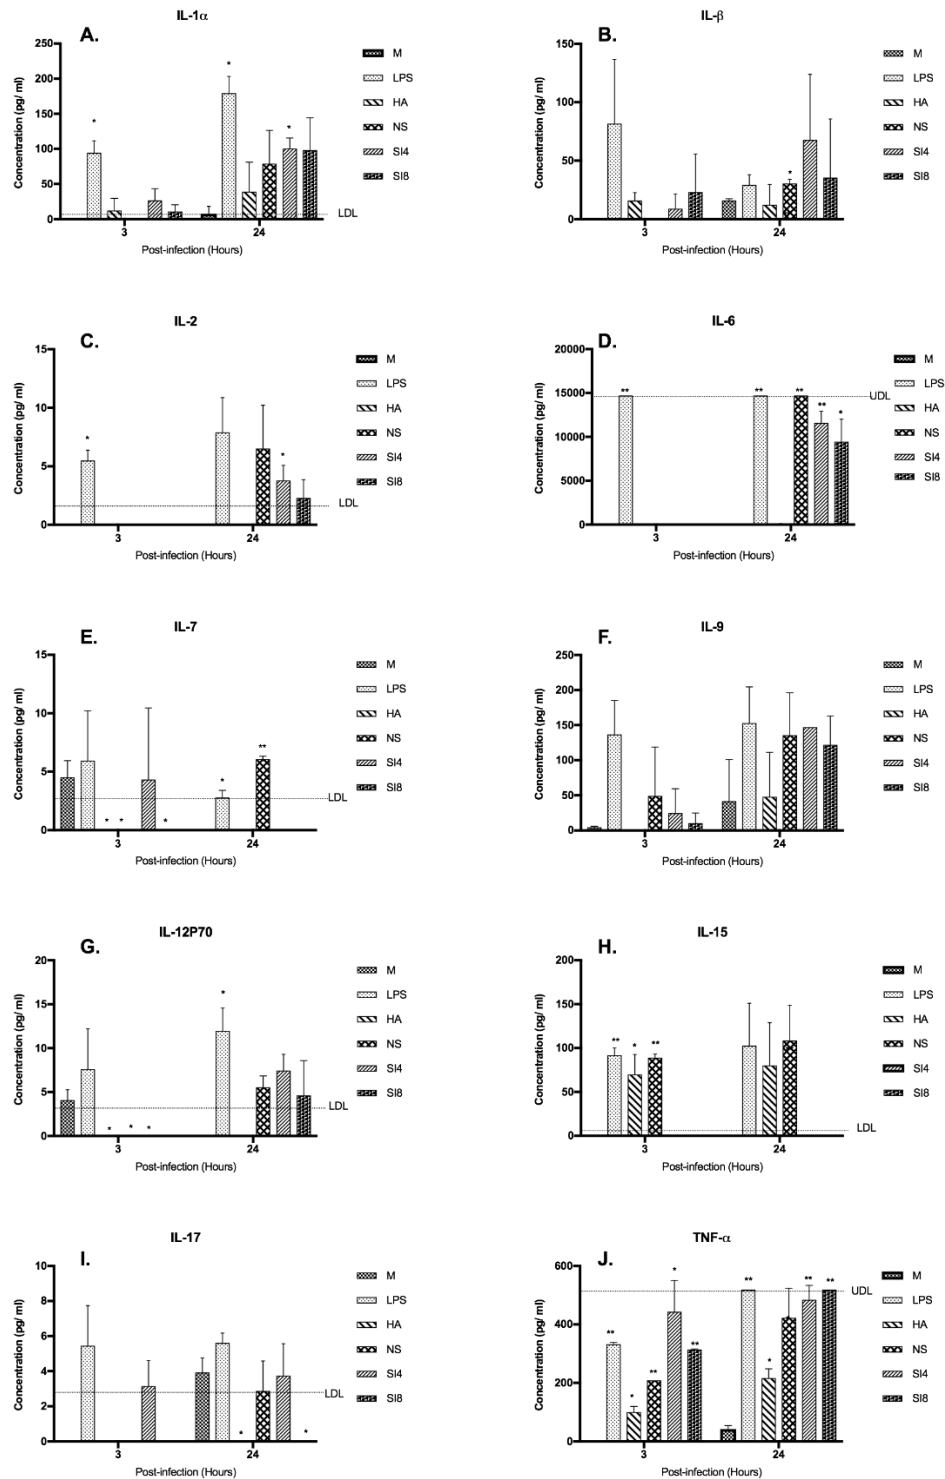 IL-1α
A.
Concentration (pg/ ml)
250
200
150
100
50
0
* * *
LDL
3 24
Post-infection (Hours)
M
LPS
HA
NS
SI4
SI8
IL-β
B.
Concentration (pg/ ml)
150
100
50
0
*
3 24
Post-infection (Hours)
M
LPS
HA
NS
SI4
SI8
IL-2
C.
Concentration (pg/ ml)
15
10
5
0
* *
LDL
3 24
Post-infection (Hours)
M
LPS
HA
NS
SI4
SI8
IL-6
D.
Concentration (pg/ ml)
20000
15000
10000
5000
0
** ** ** ** *
UDL
3 24
Post-infection (Hours)
M
LPS
HA
NS
SI4
SI8
IL-7
E.
Concentration (pg/ ml)
15
10
5
0
* * * * **
LDL
3 24
Post-infection (Hours)
M
LPS
HA
NS
SI4
SI8
IL-9
F.
Concentration (pg/ ml)
250
200
150
100
50
0
3 24
Post-infection (Hours)
M
LPS
HA
NS
SI4
SI8
IL-12P70
G.
Concentration (pg/ ml)
20
15
10
5
0
* * * *
LDL
3 24
Post-infection (Hours)
M
LPS
HA
NS
SI4
SI8
IL-15
H.
Concentration (pg/ ml)
200
150
100
50
0
** * **
LDL
3 24
Post-infection (Hours)
M
LPS
HA
NS
SI4
SI8
IL-17
I.
Concentration (pg/ ml)
10
8
6
4
2
0
* *
LDL
3 24
Post-infection (Hours)
M
LPS
HA
NS
SI4
SI8
TNF-α
J.
Concentration (pg/ ml)
600
400
200
0
** * ** * ** ** * ** **
UDL
3 24
Post-infection (Hours)
M
LPS
HA
NS
SI4
SI8